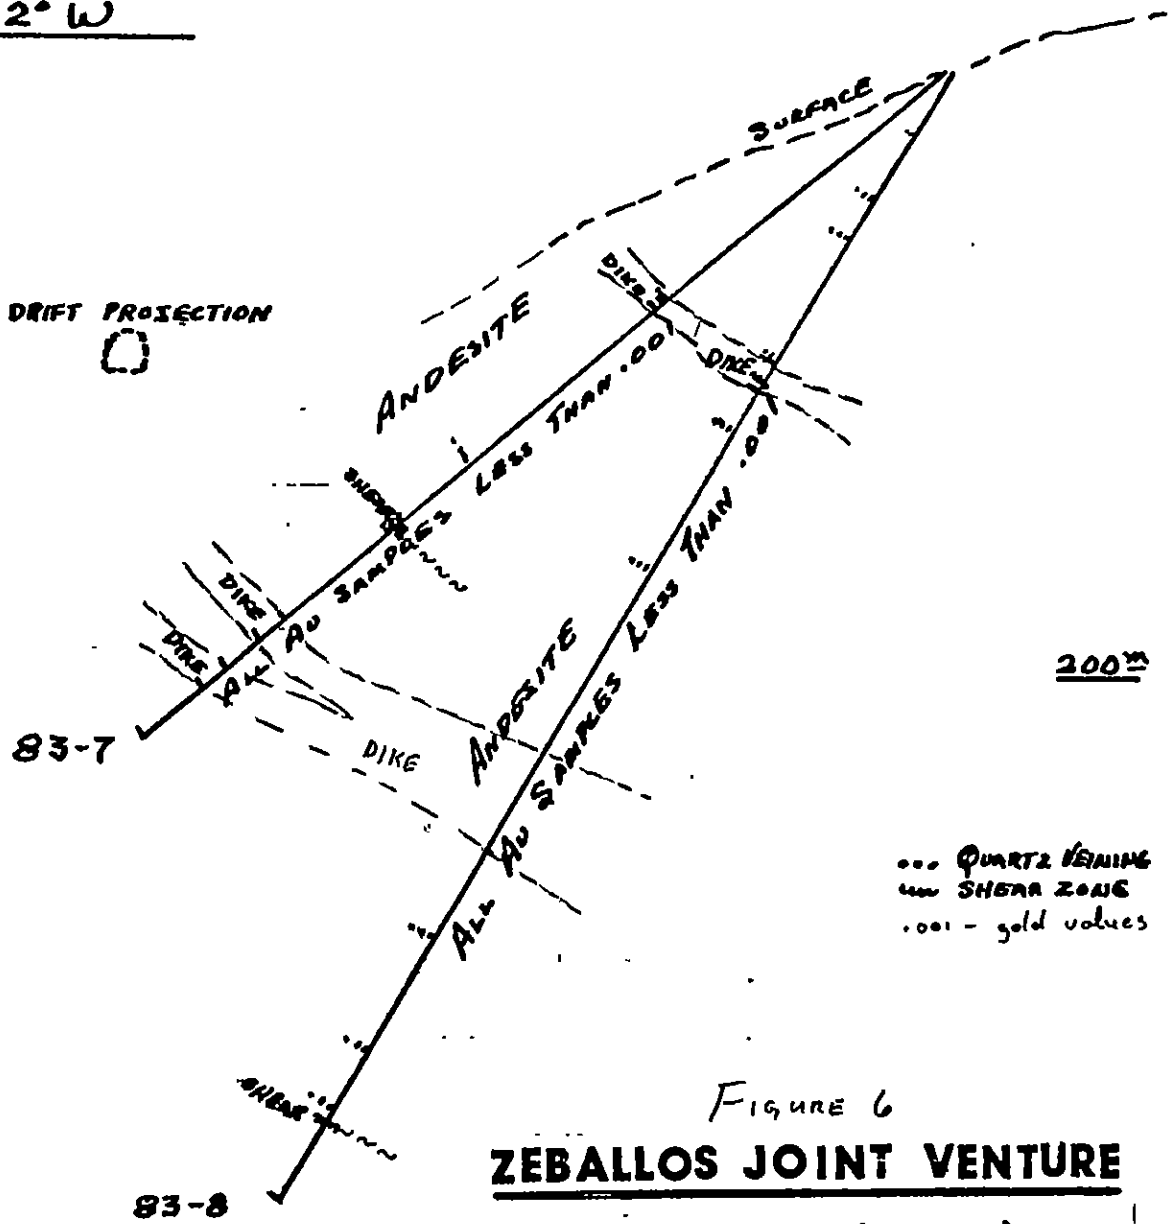 2° W
SURFACE
DRIFT PROJECTION
ANDESITE
DIKE
DIKE
ALL AU SAMPLES LESS THAN .001
SHEAR
DIKE
DIKE
83-7
DIKE
ANDESITE
ALL AU SAMPLES LESS THAN .001
200m
... QUARTZ VEINING
~~ SHEAR ZONE
.001 - gold values
SHEAR
83-8
FIGURE 6
ZEBALLOS JOINT VENTURE